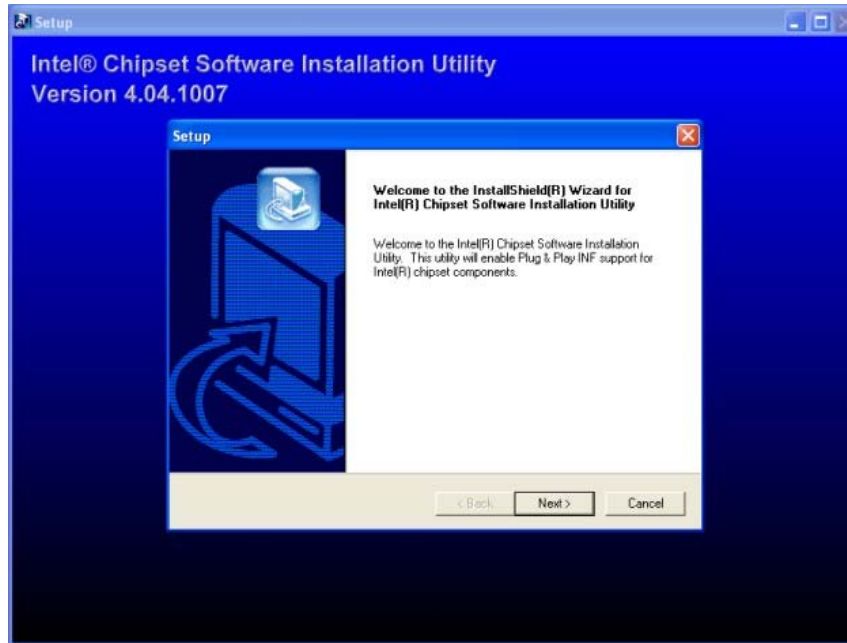 Setup
Intel® Chipset Software Installation Utility
Version 4.04.1007
Setup
Welcome to the InstallShield(R) Wizard for
Intel(R) Chipset Software Installation Utility
Welcome to the Intel(R) Chipset Software Installation
Utility. This utility will enable Plug & Play INF support for
Intel(R) chipset components.
< Back Next > Cancel